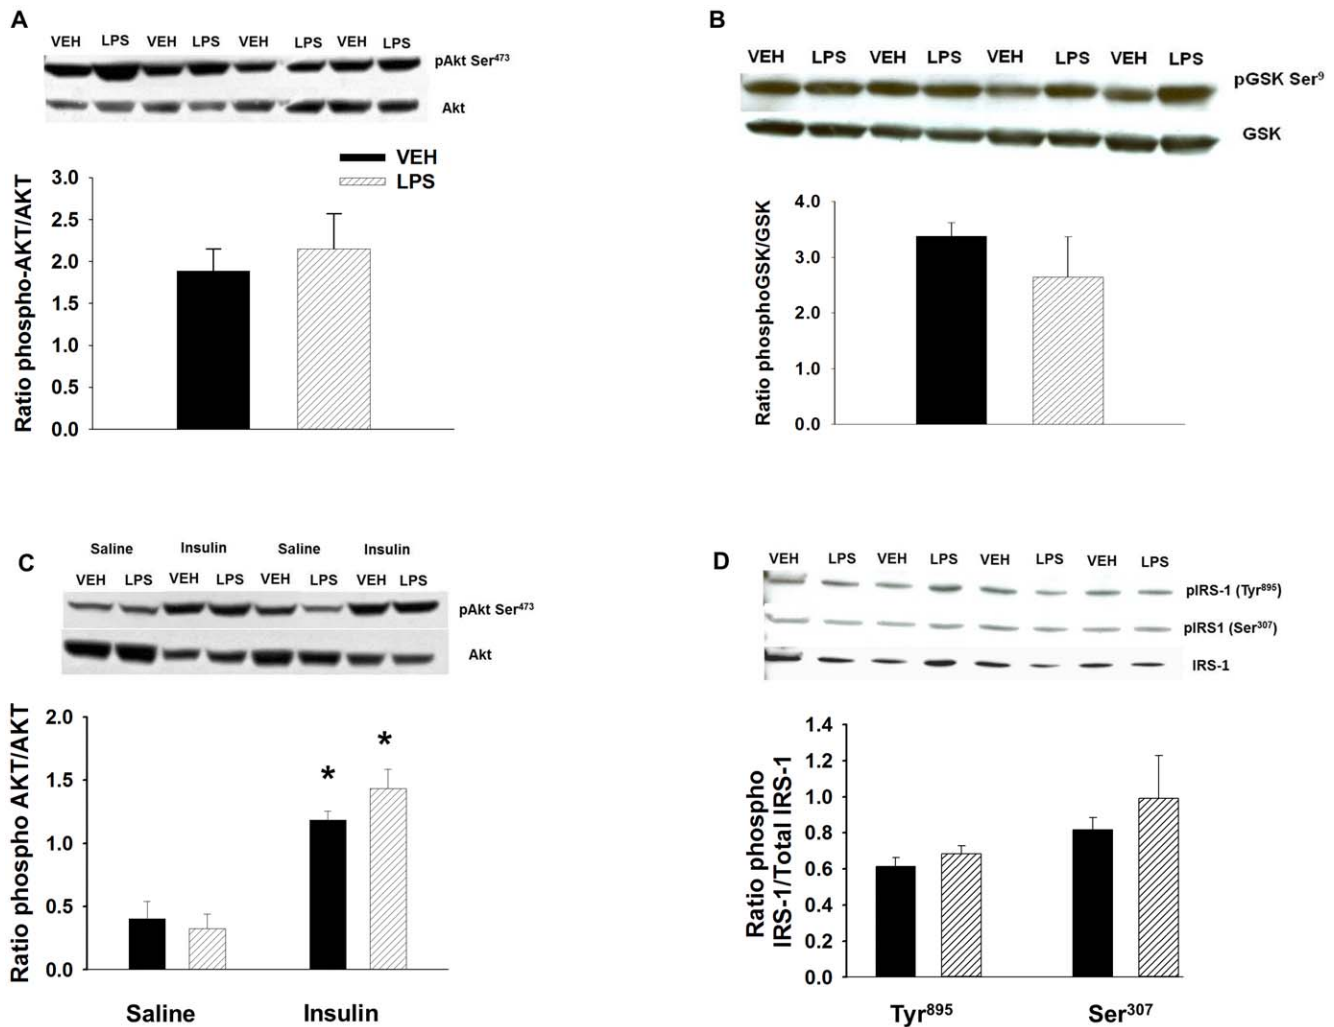 A
VEH LPS VEH LPS VEH LPS VEH LPS
pAkt Ser⁴⁷³
Akt
VEH
LPS
Ratio phospho-AKT/AKT
3.0
2.5
2.0
1.5
1.0
0.5
0.0
B
VEH LPS VEH LPS VEH LPS VEH LPS
pGSK Ser⁹
GSK
Ratio phosphoGSK/GSK
4.0
3.0
2.0
1.0
0.0
C
Saline Insulin Saline Insulin
VEH LPS VEH LPS VEH LPS VEH LPS
pAkt Ser⁴⁷³
Akt
Ratio phospho AKT/AKT
2.0
1.5
1.0
0.5
0.0
* *
Saline Insulin
D
VEH LPS VEH LPS VEH LPS VEH LPS
pIRS-1 (Tyr⁸⁹⁵)
pIRS1 (Ser³⁰⁷)
IRS-1
Ratio phospho
IRS-1/Total IRS-1
1.4
1.2
1.0
0.8
0.6
0.4
0.2
0.0
Tyr⁸⁹⁵ Ser³⁰⁷